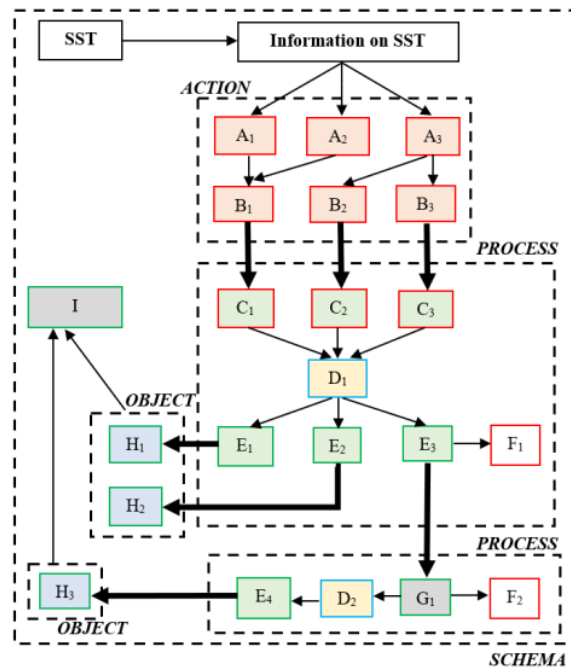 SST
Information on SST
ACTION
A1
A2
A3
B1
B2
B3
PROCESS
I
C1
C2
C3
D1
OBJECT
H1
E1
E2
E3
F1
H2
PROCESS
H3
E4
D2
G1
F2
OBJECT
SCHEMA